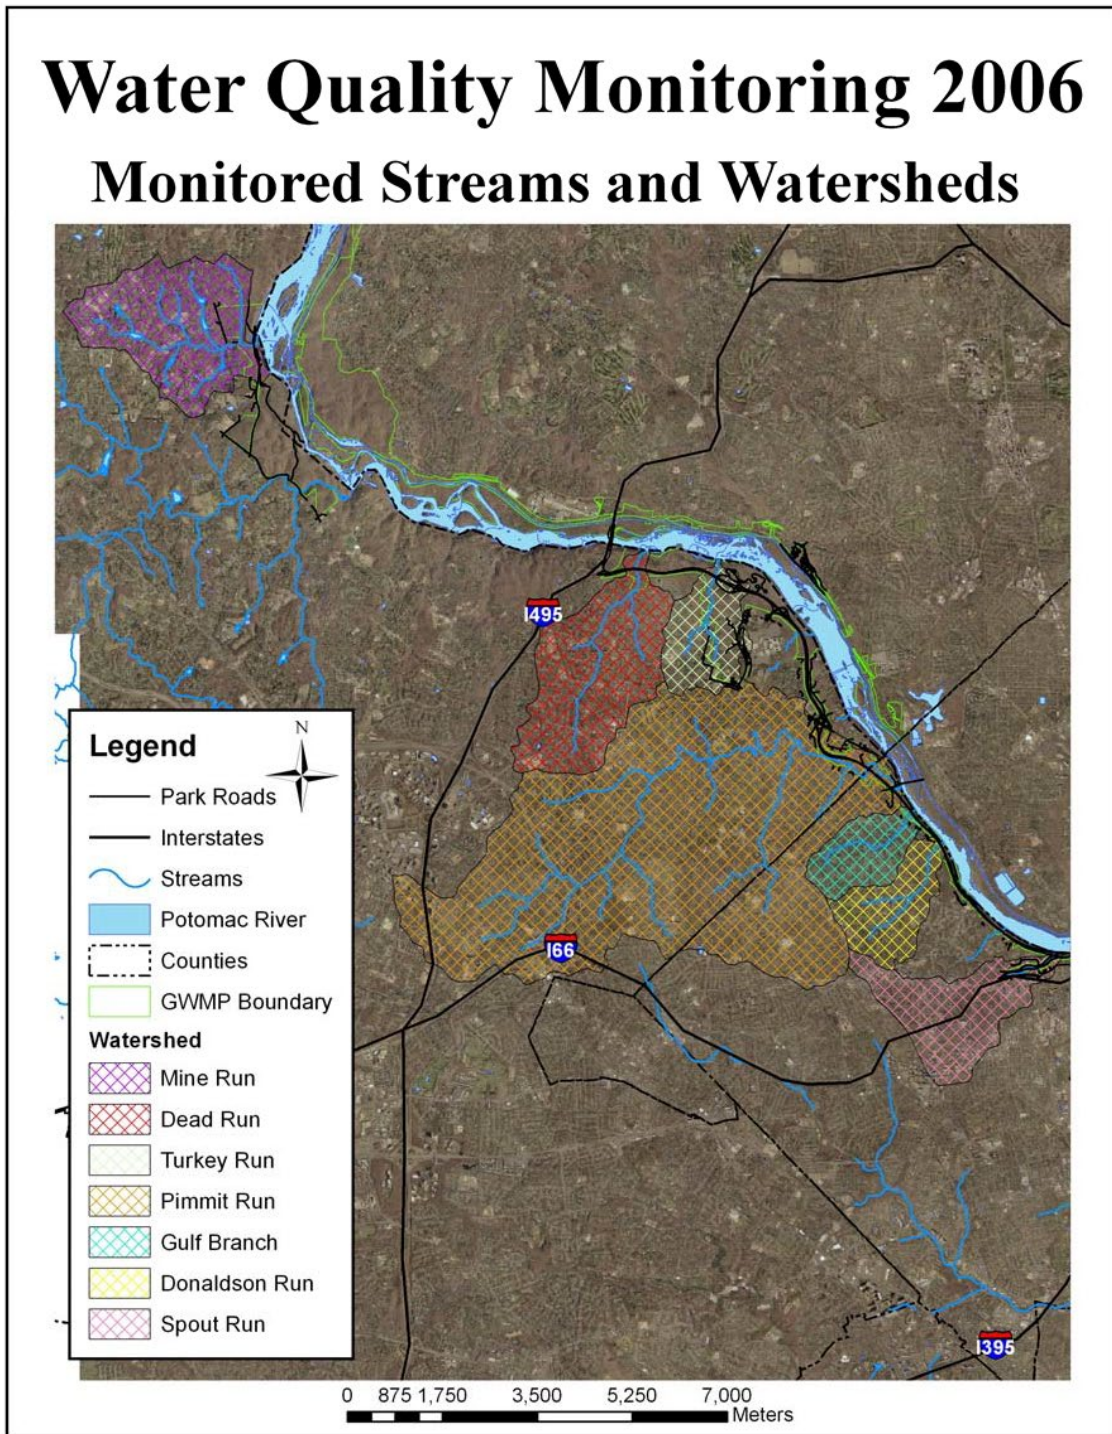 Water Quality Monitoring 2006
Monitored Streams and Watersheds
I495
I66
I395
Legend
N
Park Roads
Interstates
Streams
Potomac River
Counties
GWMP Boundary
Watershed
Mine Run
Dead Run
Turkey Run
Pimmit Run
Gulf Branch
Donaldson Run
Spout Run
0 875 1,750 3,500 5,250 7,000
Meters